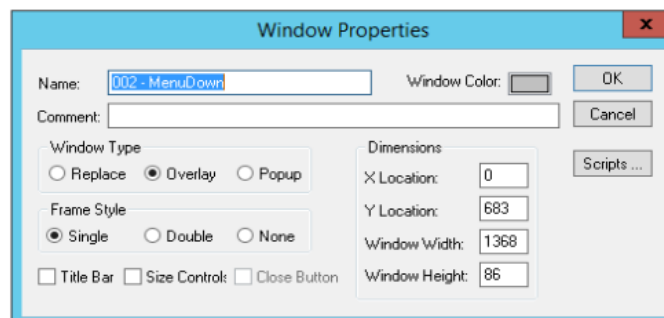 Window Properties
x
Name: 002 - MenuDown Window Color: OK
Comment: Cancel
Window Type Dimensions Scripts ...
Replace Overlay Popup X Location: 0
Frame Style Y Location: 683
Single Double None Window Width: 1368
Title Bar Size Controls Close Button Window Height: 86